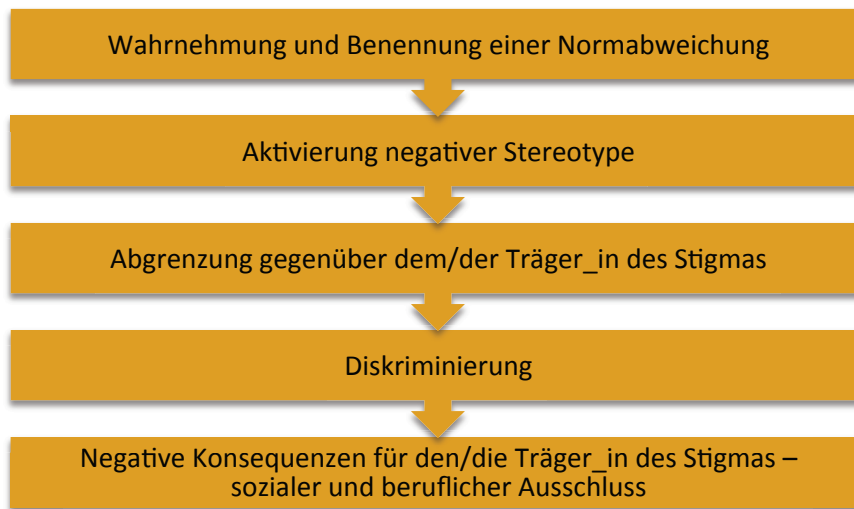 Wahrnehmung und Benennung einer Normabweichung
Aktivierung negativer Stereotype
Abgrenzung gegenüber dem/der Träger_in des Stigmas
Diskriminierung
Negative Konsequenzen für den/die Träger_in des Stigmas –
sozialer und beruflicher Ausschluss